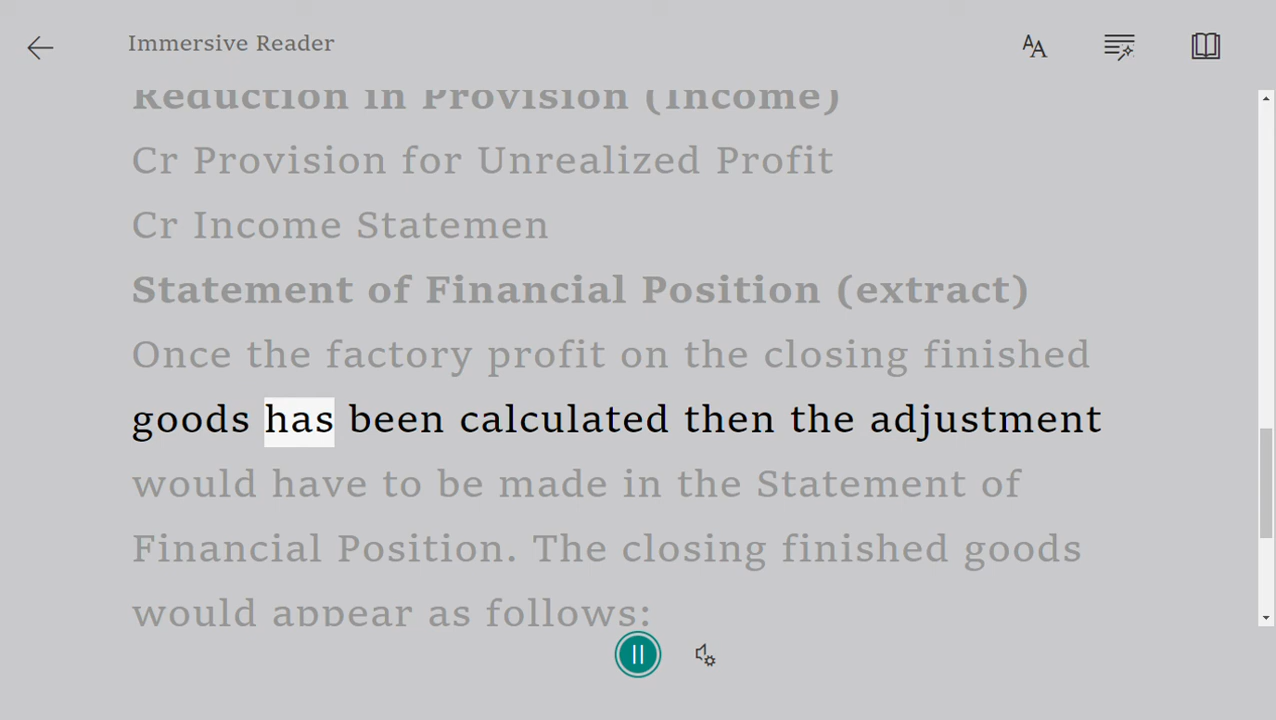 Immersive Reader
Reduction in Provision (Income)
Cr Provision for Unrealized Profit
Cr Income Statemen
Statement of Financial Position (extract)
Once the factory profit on the closing finished
goods has been calculated then the adjustment
would have to be made in the Statement of
Financial Position. The closing finished goods
would appear as follows: